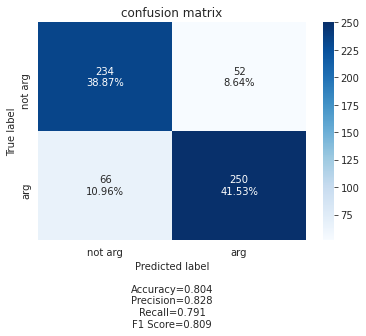 confusion matrix
True label
not arg
arg
234
38.87%
52
8.64%
66
10.96%
250
41.53%
not arg
arg
Predicted label
Accuracy=0.804
Precision=0.828
Recall=0.791
F1 Score=0.809
250
225
200
175
150
125
100
75